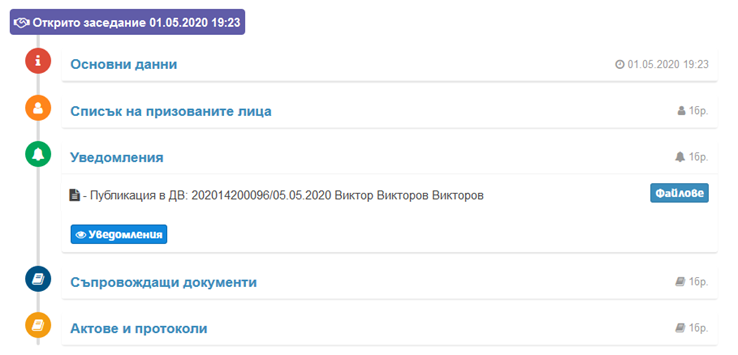 Открито заседание 01.05.2020 19:23
Основни данни
01.05.2020 19:23
Списък на призованите лица
1бр.
Уведомления
1бр.
- Публикация в ДВ: 202014200096/05.05.2020 Виктор Викторов Викторов
Файлове
Уведомления
Съпровождащи документи
1бр.
Актове и протоколи
1бр.